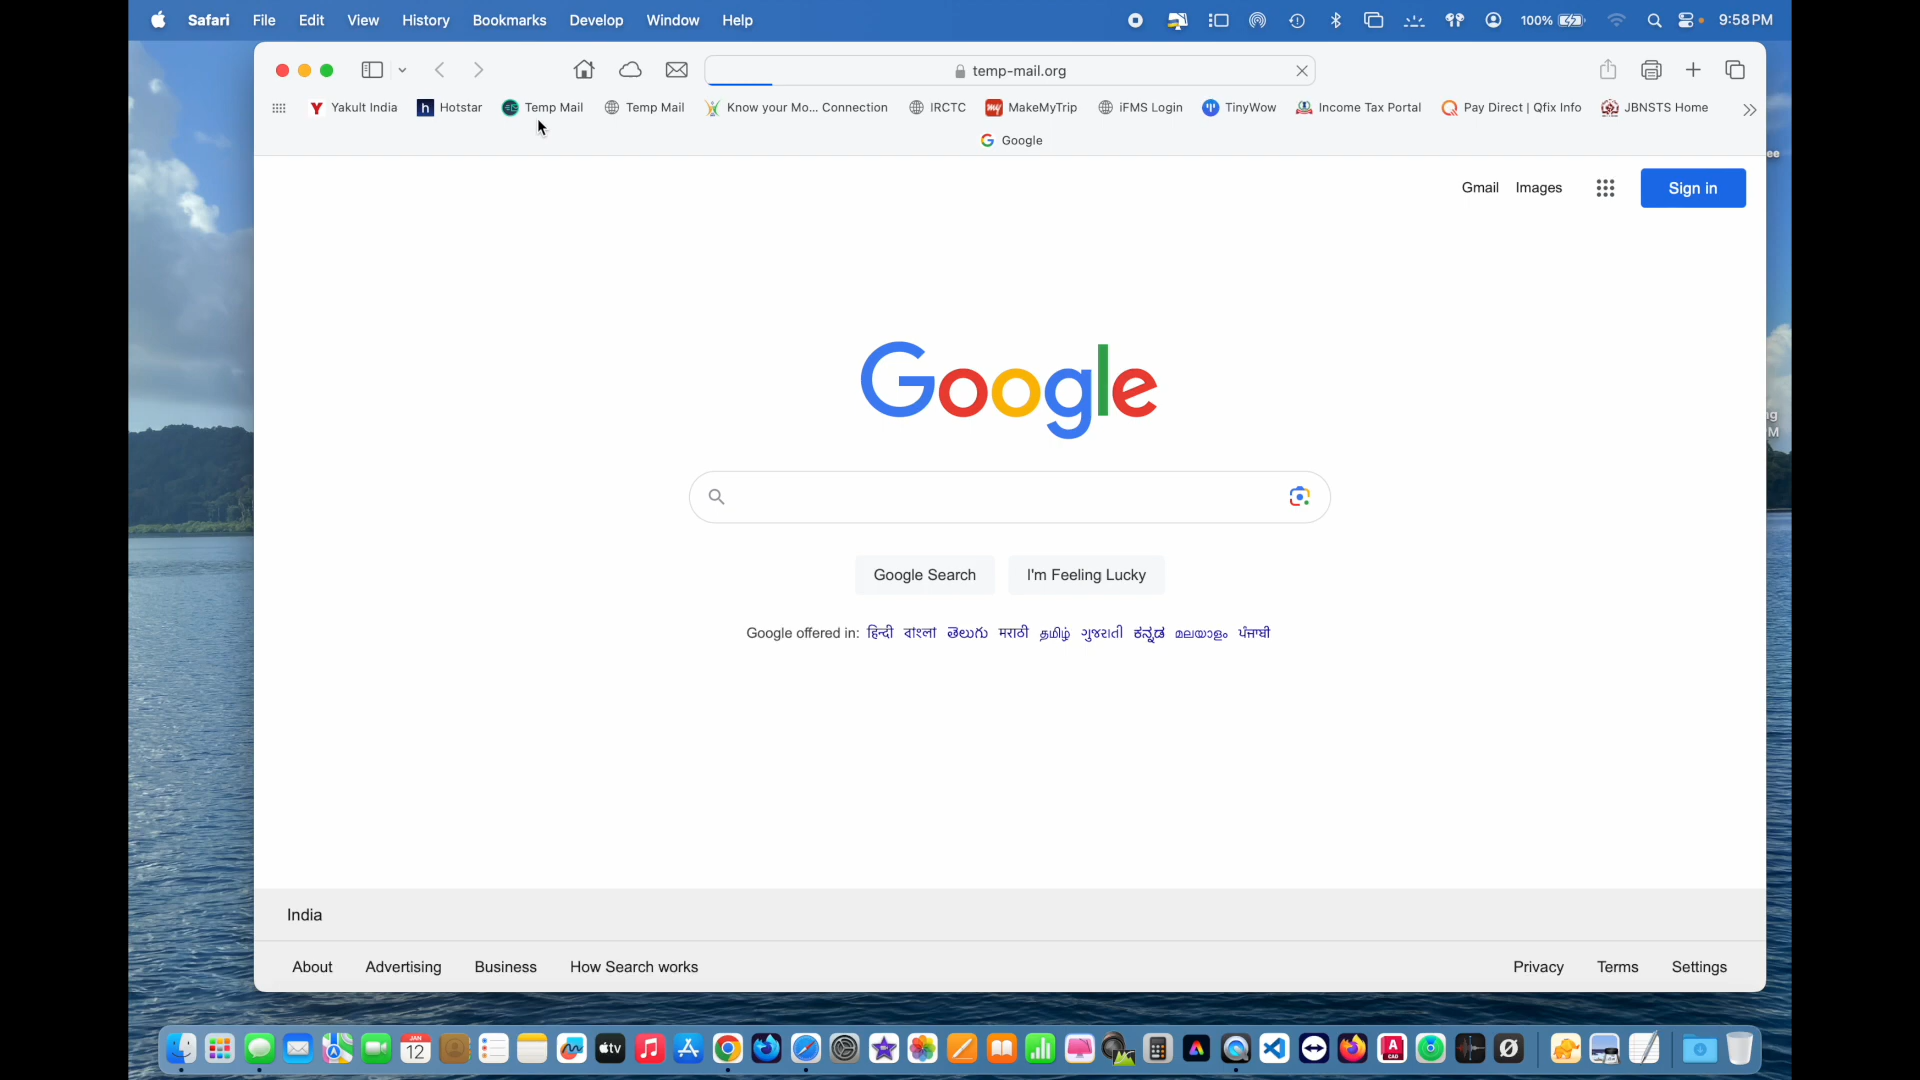 Safari File Edit View History Bookmarks Develop Window Help 100% 9:58 PM
temp-mail.org
Yakult India Hotstar Temp Mail Temp Mail Know your Mo... Connection IRCTC MakeMyTrip iFMS Login TinyWow Income Tax Portal Pay Direct | Qfix Info JBNSTS Home
Google
Gmail Images Sign in
Google
Google Search I'm Feeling Lucky
Google offered in: हिन्दी বাংলা తెలుగు मराठी தமிழ் ગુજરાતી ಕನ್ನಡ മലയാളം ਪੰਜਾਬੀ
India
About Advertising Business How Search works Privacy Terms Settings
JAN
12
tv